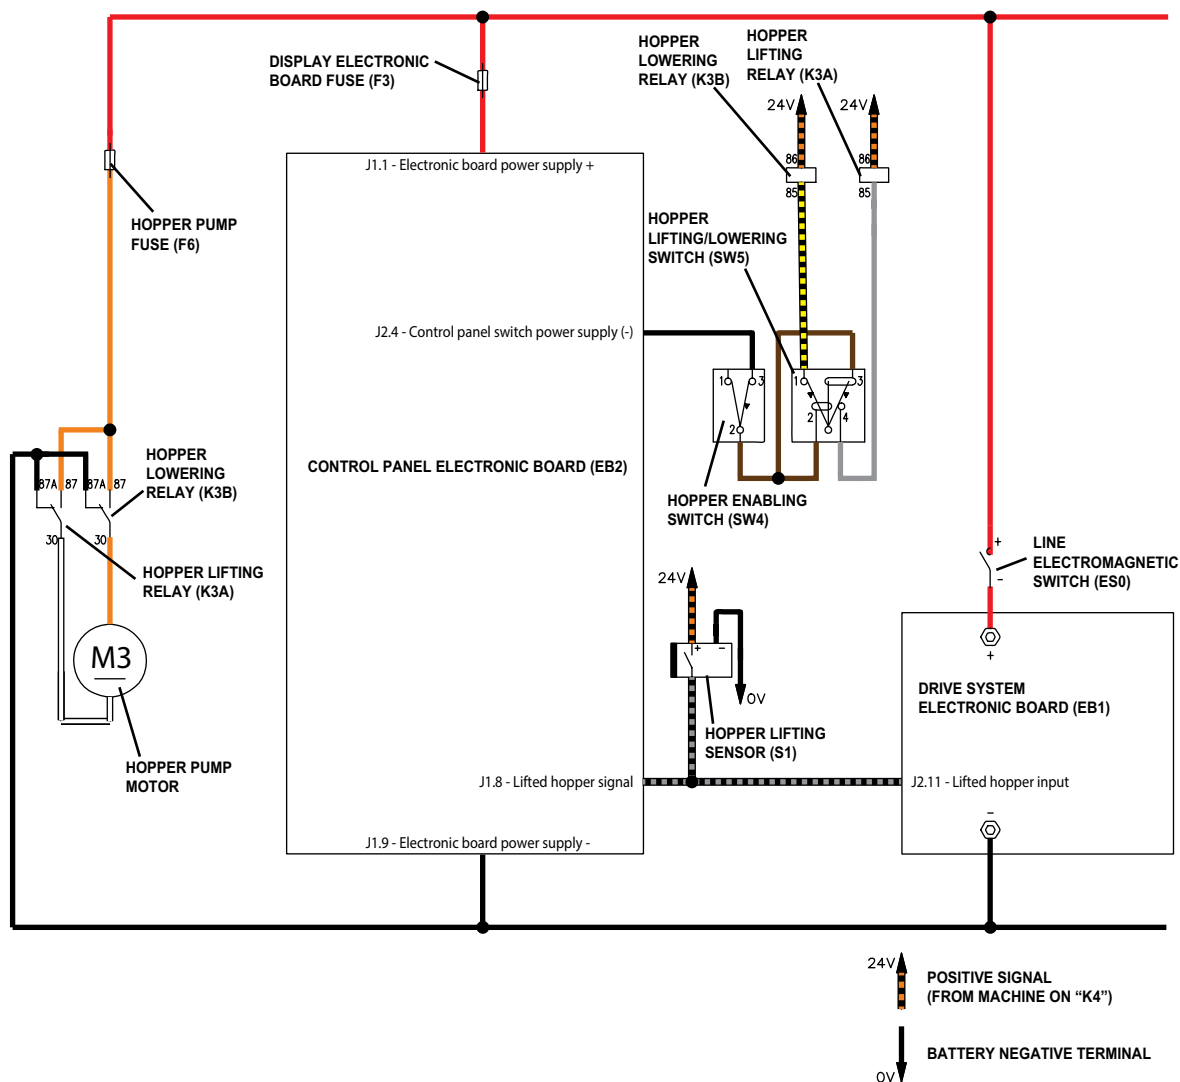 HOPPER
LOWERING
RELAY (K3B)
HOPPER
LIFTING
RELAY (K3A)
DISPLAY ELECTRONIC
BOARD FUSE (F3)
24V
24V
86
86
85
85
J1.1 - Electronic board power supply +
HOPPER PUMP
FUSE (F6)
HOPPER
LIFTING/LOWERING
SWITCH (SW5)
J2.4 - Control panel switch power supply (-)
1
3
2
1
3
2
4
HOPPER
LOWERING
RELAY (K3B)
CONTROL PANEL ELECTRONIC BOARD (EB2)
87A
87
87A
87
30
30
HOPPER ENABLING
SWITCH (SW4)
HOPPER LIFTING
RELAY (K3A)
+
-
LINE
ELECTROMAGNETIC
SWITCH (ES0)
24V
+
-
0V
M3
+
DRIVE SYSTEM
ELECTRONIC BOARD (EB1)
HOPPER LIFTING
SENSOR (S1)
HOPPER PUMP
MOTOR
J1.8 - Lifted hopper signal
J2.11 - Lifted hopper input
-
J1.9 - Electronic board power supply -
24V
POSITIVE SIGNAL
(FROM MACHINE ON “K4”)
BATTERY NEGATIVE TERMINAL
0V